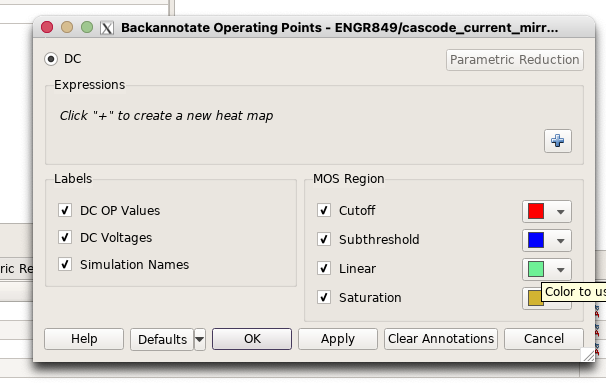 Backannotate Operating Points - ENGR849/cascode_current_mirr...
DC
Parametric Reduction
Expressions
Click "+" to create a new heat map
Labels
DC OP Values
DC Voltages
Simulation Names
MOS Region
Cutoff
Subthreshold
Linear
Saturation
Color to us
ric Re
Help
Defaults
OK
Apply
Clear Annotations
Cancel